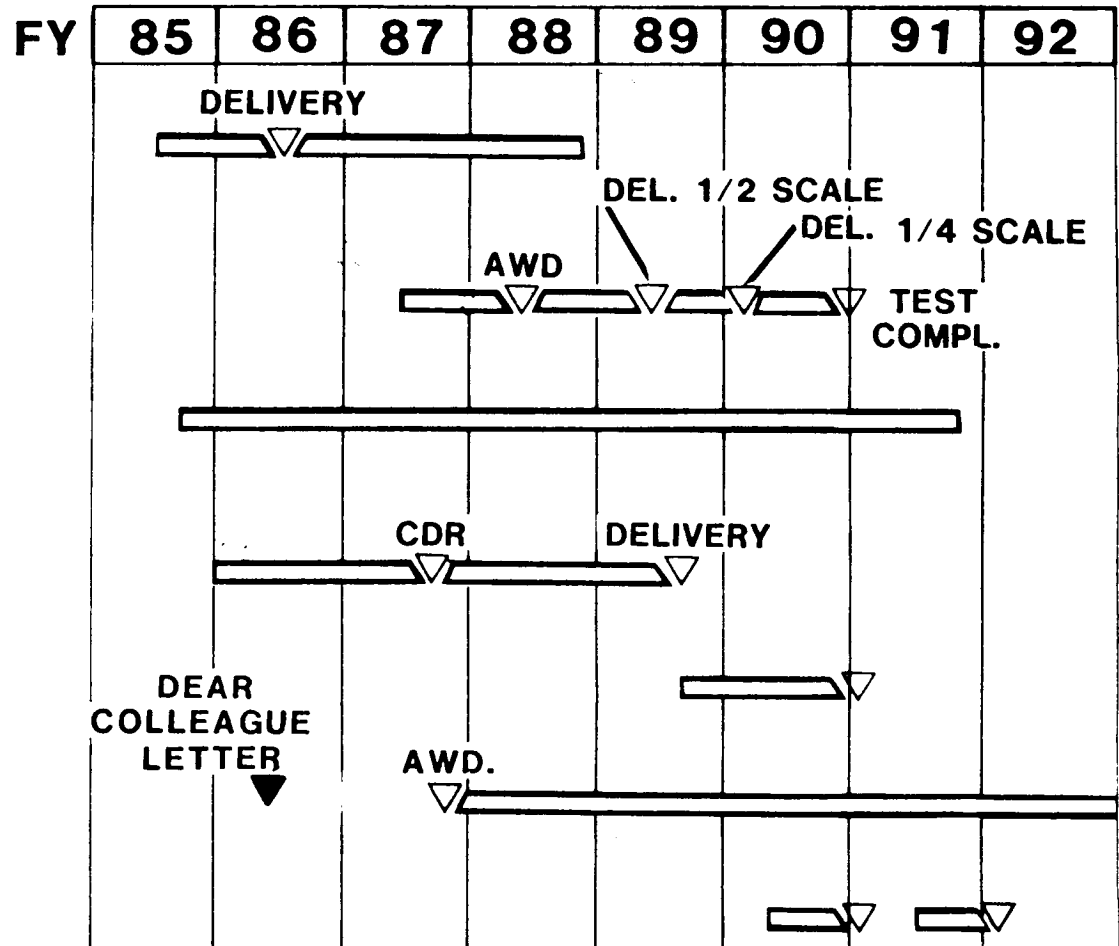 FY 85 86 87 88 89 90 91 92
DELIVERY
DEL. 1/2 SCALE
DEL. 1/4 SCALE
AWD
TEST
COMPL.
CDR
DELIVERY
DEAR
COLLEAGUE
LETTER
AWD.